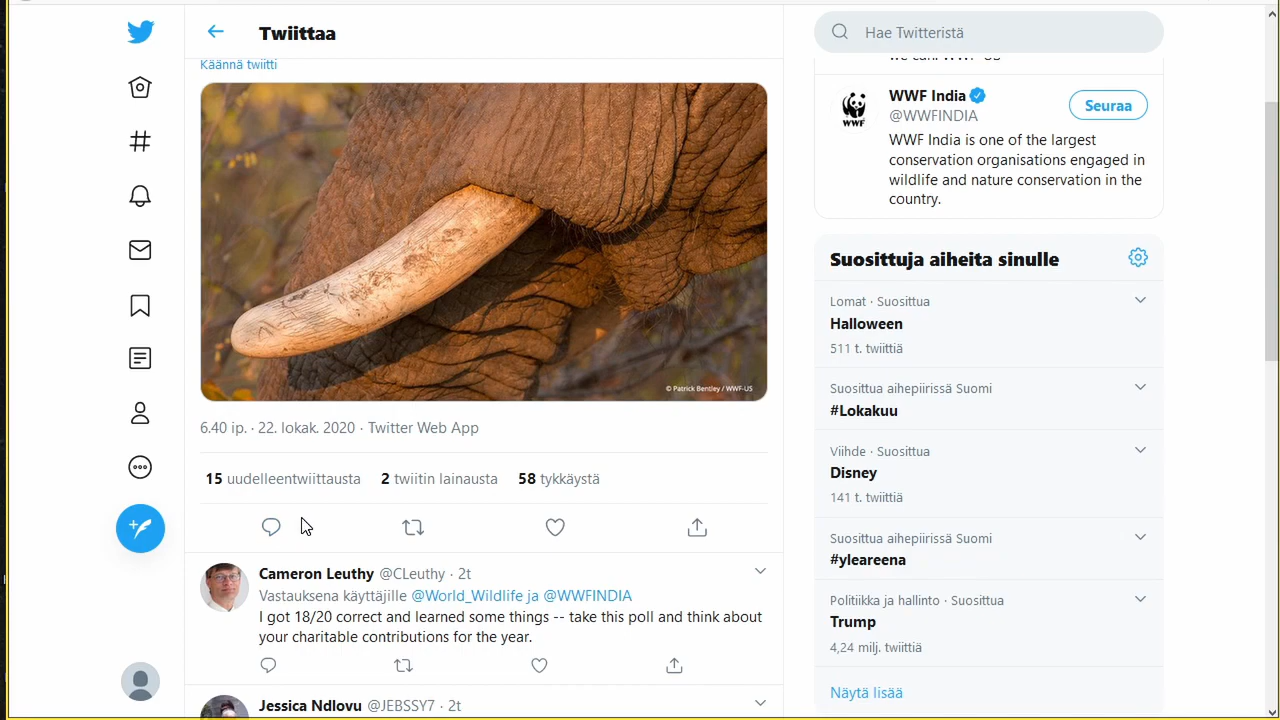 Twiittaa
Käännä twiitti
© Patrick Bentley / WWF-US
6.40 ip. · 22. lokak. 2020 · Twitter Web App
15 uudelleentwiittausta 2 twiitin lainausta 58 tykkäystä
Cameron Leuthy @CLeuthy · 2t
Vastauksena käyttäjille @World_Wildlife ja @WWFINDIA
I got 18/20 correct and learned some things -- take this poll and think about
your charitable contributions for the year.
Jessica Ndlovu @JEBSSY7 · 2t
Hae Twitteristä
we can. WWF-US
WWF
WWF India
@WWFINDIA
Seuraa
WWF India is one of the largest
conservation organisations engaged in
wildlife and nature conservation in the
country.
Suosittuja aiheita sinulle
Lomat · Suosittua
Halloween
511 t. twiittiä
Suosittua aihepiirissä Suomi
#Lokakuu
Viihde · Suosittua
Disney
141 t. twiittiä
Suosittua aihepiirissä Suomi
#yleareena
Politiikka ja hallinto · Suosittua
Trump
4,24 milj. twiittiä
Näytä lisää